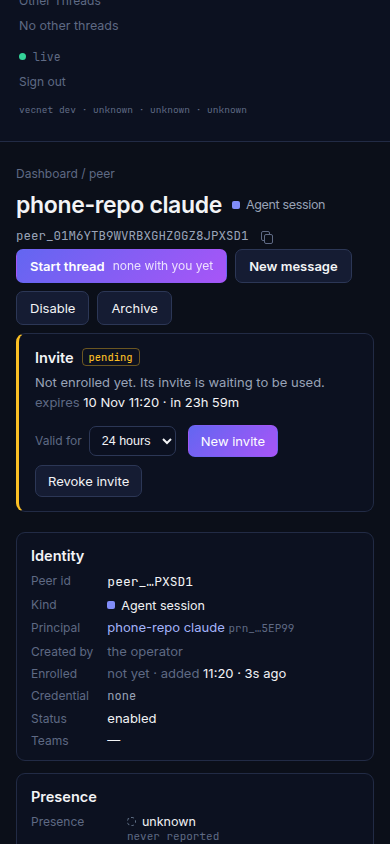 Other Threads
No other threads
live
Sign out
vecnet dev · unknown · unknown · unknown
Dashboard / peer
phone-repo claude Agent session
peer_01M6YTB9WVRBXGHZ0GZ8JPXSD1
Start thread none with you yet New message
Disable Archive
Invite pending
Not enrolled yet. Its invite is waiting to be used.
expires 10 Nov 11:20 · in 23h 59m
Valid for 24 hours New invite
Revoke invite
Identity
Peer id peer_…PXSD1
Kind Agent session
Principal phone-repo claude prn_…5EP99
Created by the operator
Enrolled not yet · added 11:20 · 3s ago
Credential none
Status enabled
Teams —
Presence
Presence unknown
never reported